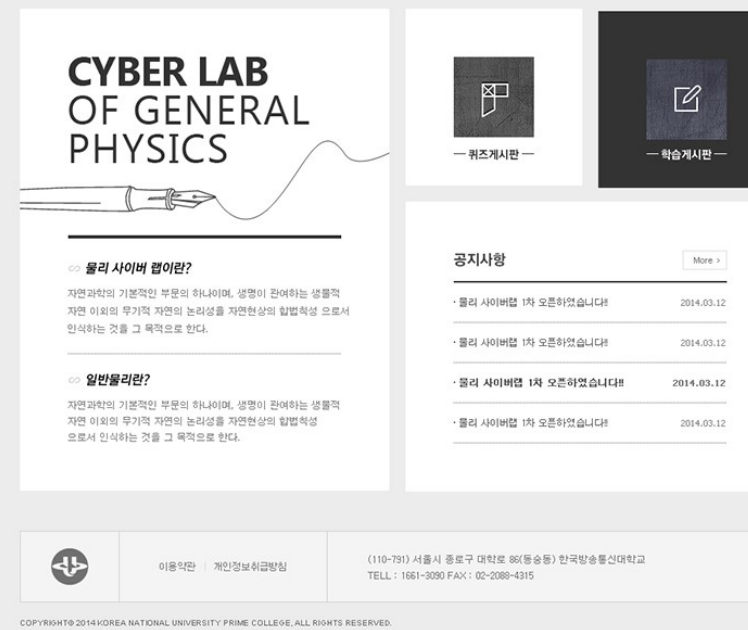 CYBER LAB
OF GENERAL
PHYSICS
물리 사이버 랩이란?
자연과학의 기본적인 부문의 하나이며, 생명이 관여하는 생물적
자연 이외의 무기적 자연의 논리성을 자연현상의 합법칙성 으로서
인식하는 것을 그 목적으로 한다.
일반물리란?
자연과학의 기본적인 부문의 하나이며, 생명이 관여하는 생물적
자연 이외의 무기적 자연의 논리성을 자연현상의 합법칙성
으로서 인식하는 것을 그 목적으로 한다.
퀴즈게시판
학습게시판
공지사항
More >
· 물리 사이버랩 1차 오픈하였습니다!! 2014.03.12
· 물리 사이버랩 1차 오픈하였습니다!! 2014.03.12
· 물리 사이버랩 1차 오픈하였습니다!! 2014.03.12
· 물리 사이버랩 1차 오픈하였습니다!! 2014.03.12
이용약관 | 개인정보취급방침
(110-791) 서울시 종로구 대학로 86(동숭동) 한국방송통신대학교
TELL : 1661-3090 FAX : 02-2088-4315
COPYRIGHT@ 2014 KOREA NATIONAL UNIVERSITY PRIME COLLEGE, ALL RIGHTS RESERVED.